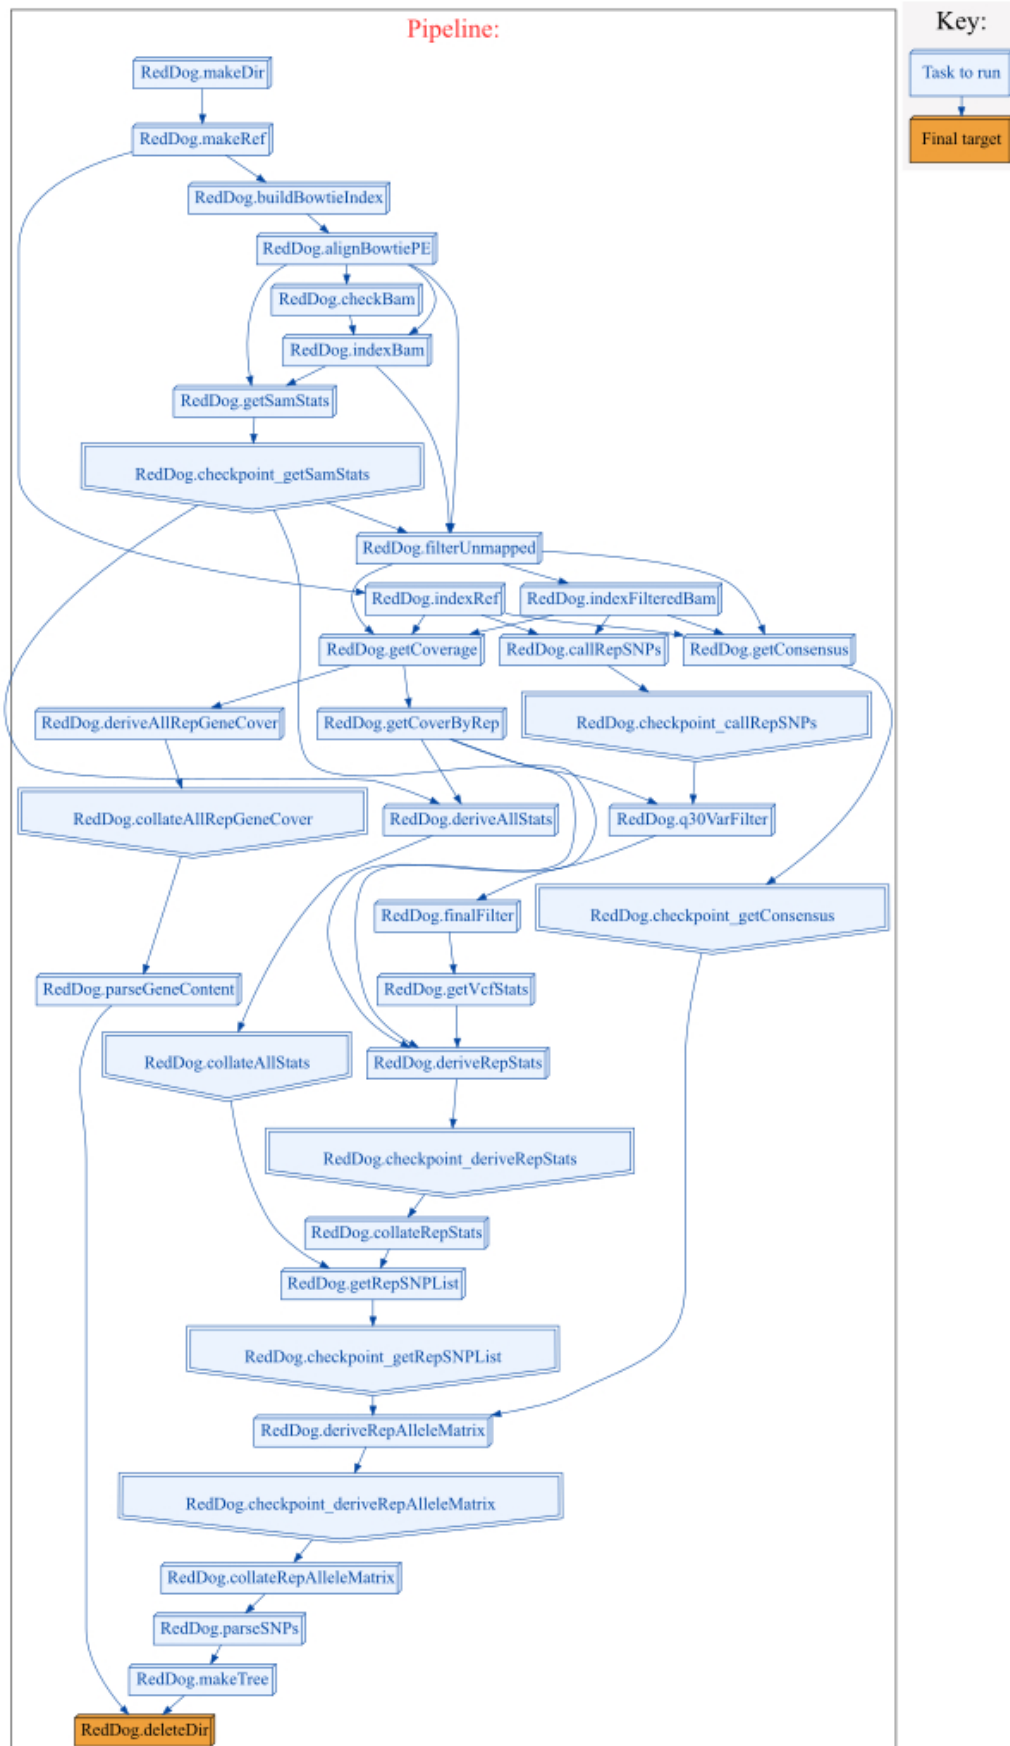 Pipeline:
Key:
Task to run
Final target
RedDog.makeDir
RedDog.makeRef
RedDog.buildBowtieIndex
RedDog.alignBowtiePE
RedDog.checkBam
RedDog.indexBam
RedDog.getSamStats
RedDog.checkpoint_getSamStats
RedDog.filterUnmapped
RedDog.indexRef
RedDog.indexFilteredBam
RedDog.getCoverage
RedDog.callRepSNPs
RedDog.getConsensus
RedDog.deriveAllRepGeneCover
RedDog.getCoverByRep
RedDog.checkpoint_callRepSNPs
RedDog.collateAllRepGeneCover
RedDog.deriveAllStats
RedDog.q30VarFilter
RedDog.finalFilter
RedDog.checkpoint_getConsensus
RedDog.parseGeneContent
RedDog.getVcfStats
RedDog.collateAllStats
RedDog.deriveRepStats
RedDog.checkpoint_deriveRepStats
RedDog.collateRepStats
RedDog.getRepSNPList
RedDog.checkpoint_getRepSNPList
RedDog.deriveRepAlleleMatrix
RedDog.checkpoint_deriveRepAlleleMatrix
RedDog.collateRepAlleleMatrix
RedDog.parseSNPs
RedDog.makeTree
RedDog.deleteDir